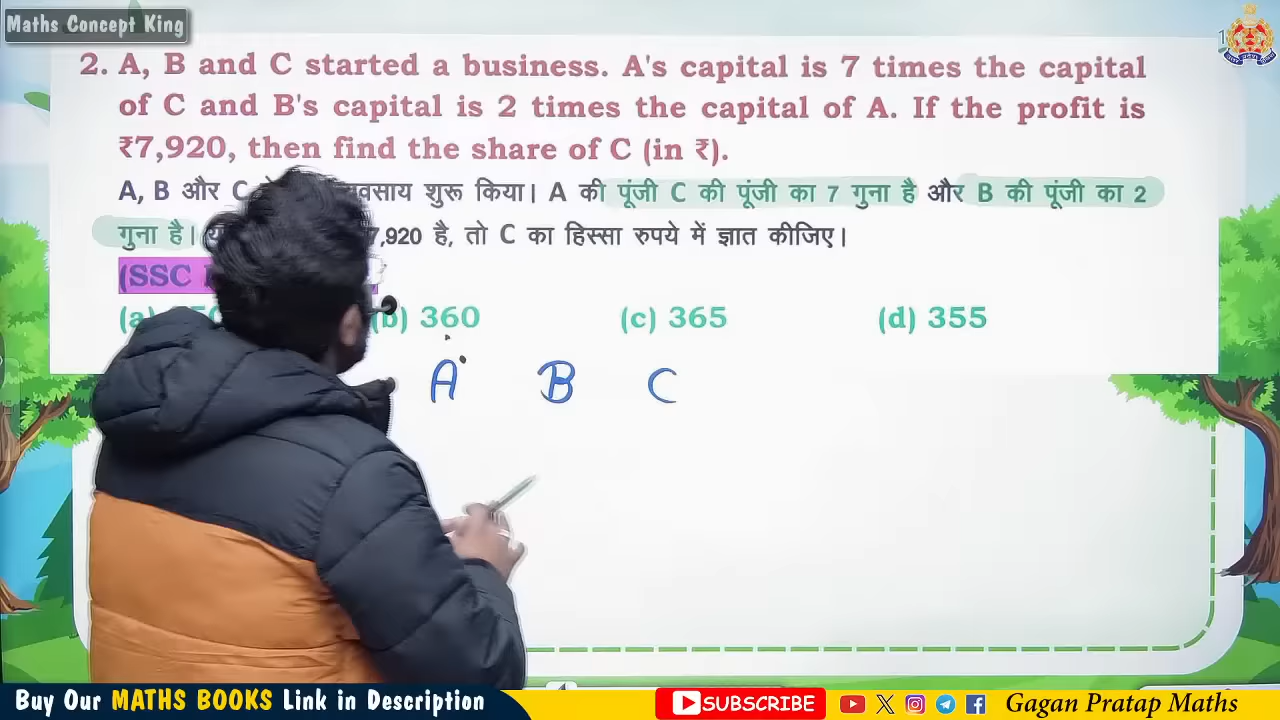 Maths Concept King
2. A, B and C started a business. A's capital is 7 times the capital
of C and B's capital is 2 times the capital of A. If the profit is
₹7,920, then find the share of C (in ₹).
A, B और C शुरू किया। A की पूंजी C की पूंजी का 7 गुना है और B की पूंजी का 2
गुना है। 7,920 है, तो C का हिस्सा रुपये में ज्ञात कीजिए।
(SSC
(a) (b) 360 (c) 365 (d) 355
A B C
Buy Our MATHS BOOKS Link in Description SUBSCRIBE Gagan Pratap Maths